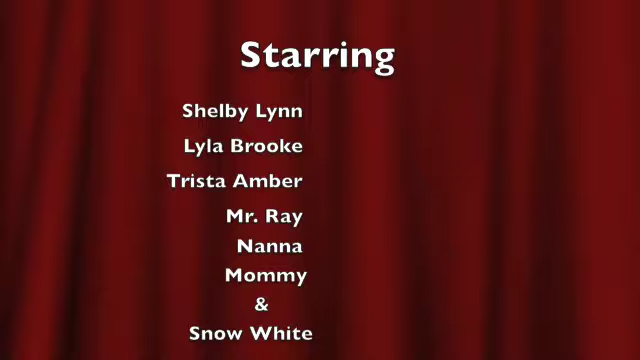 Starring
Shelby Lynn
Lyla Brooke
Trista Amber
Mr. Ray
Nanna
Mommy
&
Snow White